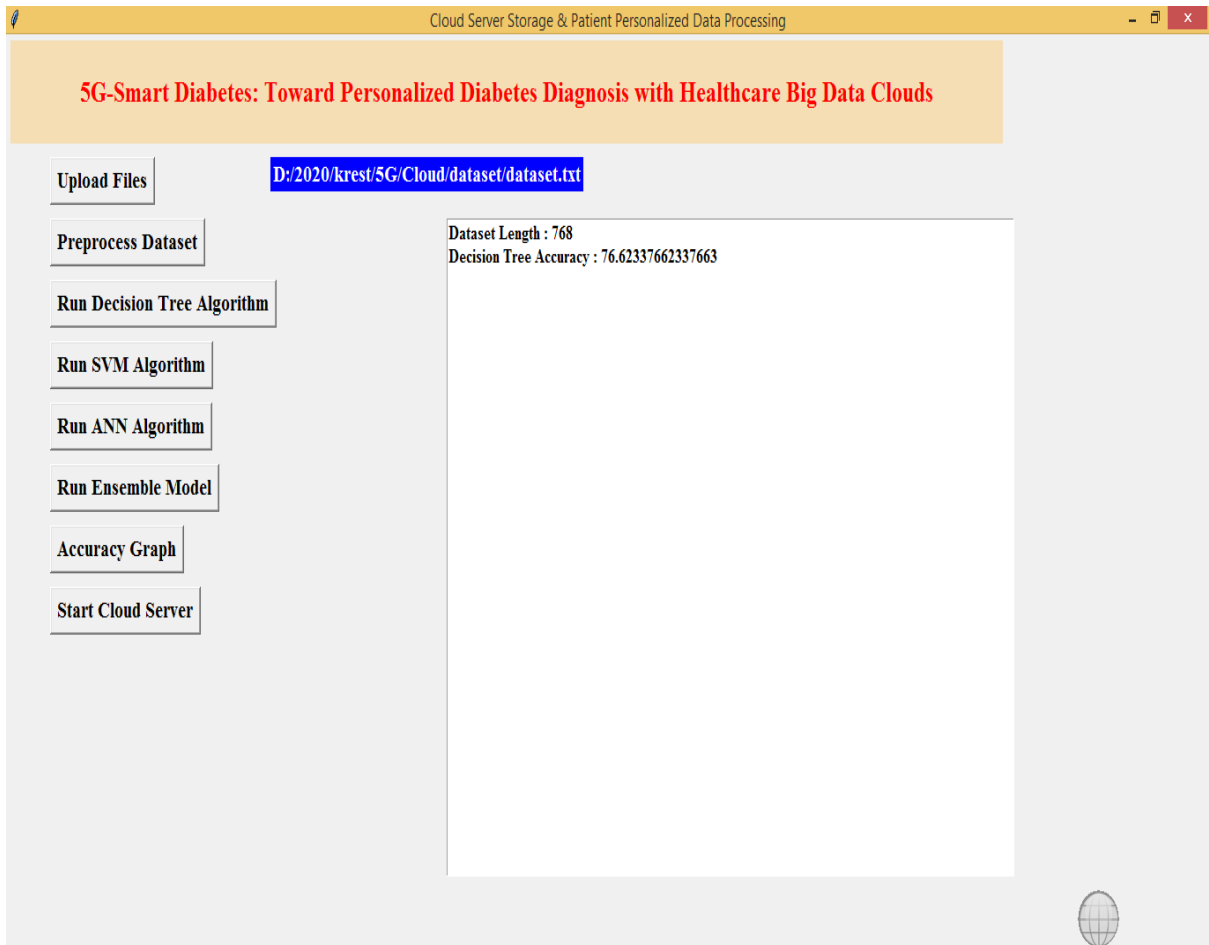 Cloud Server Storage & Patient Personalized Data Processing
5G-Smart Diabetes: Toward Personalized Diabetes Diagnosis with Healthcare Big Data Clouds
Upload Files
D:/2020/krest/5G/Cloud/dataset/dataset.txt
Preprocess Dataset
Dataset Length : 768
Decision Tree Accuracy : 76.62337662337663
Run Decision Tree Algorithm
Run SVM Algorithm
Run ANN Algorithm
Run Ensemble Model
Accuracy Graph
Start Cloud Server